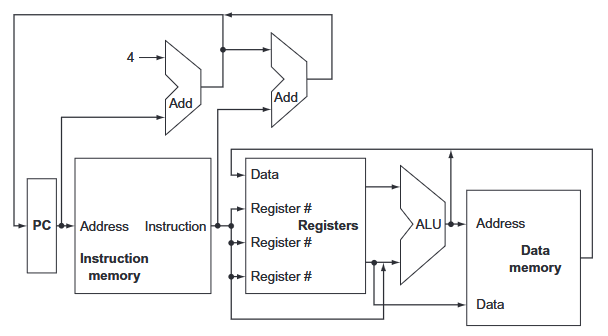 4
Add
Add
Data
Register #
PC
Address
Instruction
Registers
ALU
Address
Register #
Instruction
memory
Data
memory
Register #
Data